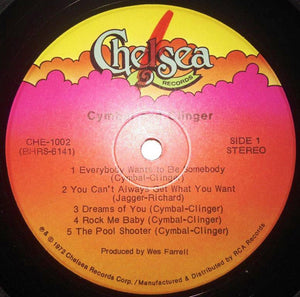 Chelsea
RECORDS
Cymbal & Clinger
CHE-1002
(BHRS-6141)
SIDE 1
STEREO
1 Everybody Wants to Be Somebody
(Cymbal-Clinger)
2 You Can't Always Get What You Want
(Jagger-Richard)
3 Dreams of You (Cymbal-Clinger)
4 Rock Me Baby (Cymbal-Clinger)
5 The Pool Shooter (Cymbal-Clinger)
Produced by Wes Farrell
© 1972 Chelsea Records Corp. / Manufactured & Distributed by RCA Records